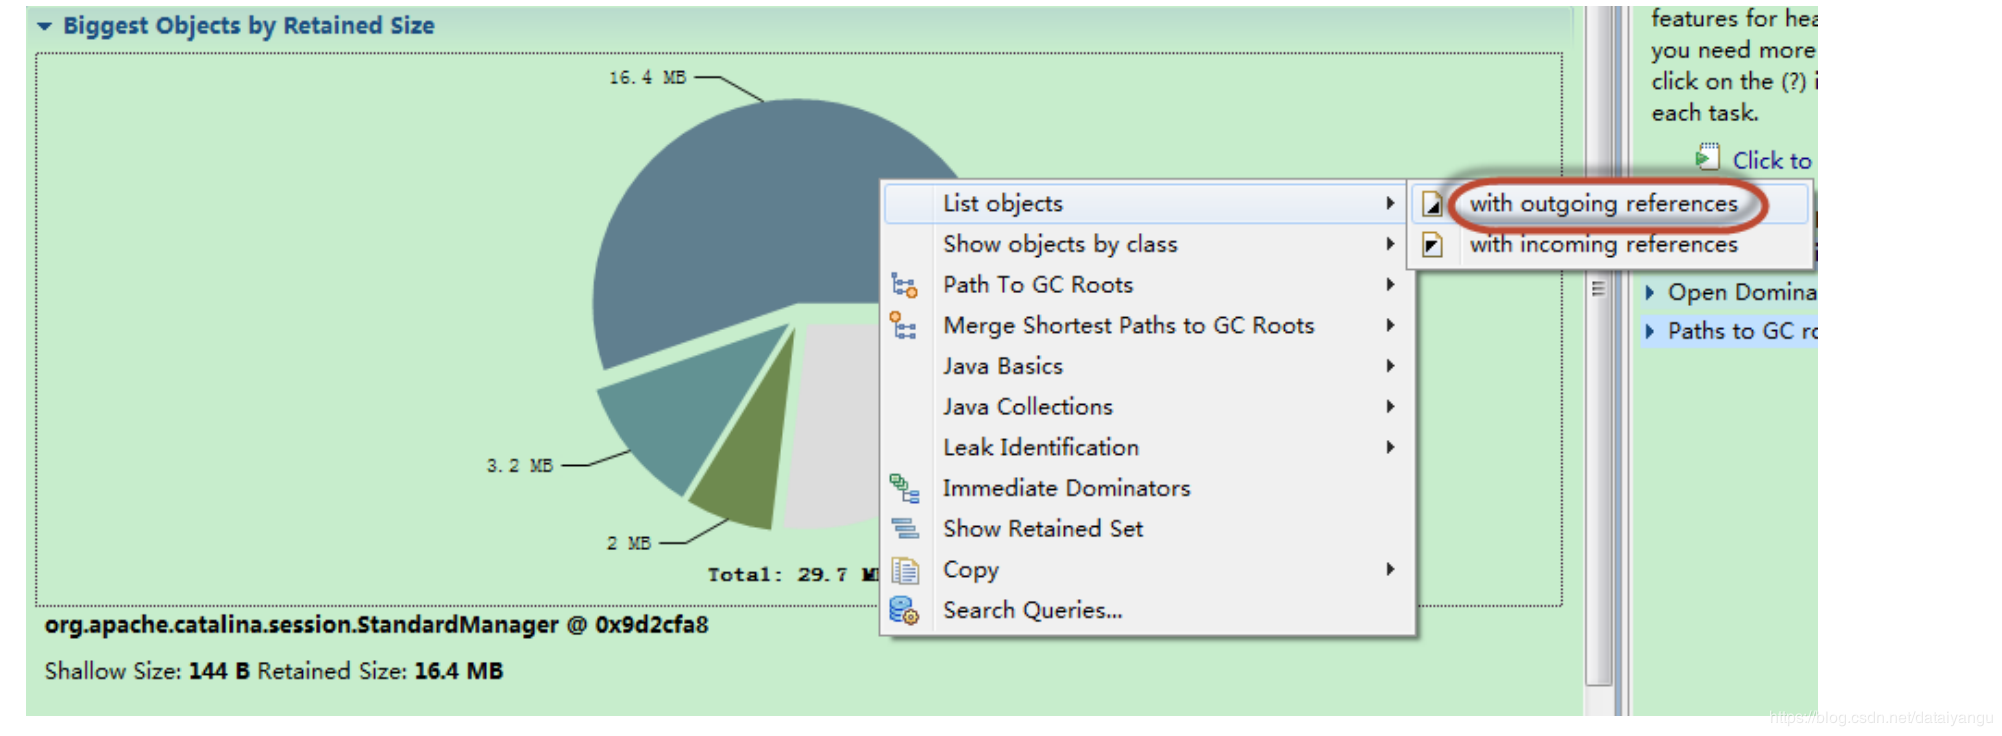 Biggest Objects by Retained Size
16.4 MB
3.2 MB
2 MB
Total: 29.7
org.apache.catalina.session.StandardManager @ 0x9d2cfa8
Shallow Size: 144 B Retained Size: 16.4 MB
List objects
Show objects by class
Path To GC Roots
Merge Shortest Paths to GC Roots
Java Basics
Java Collections
Leak Identification
Immediate Dominators
Show Retained Set
Copy
Search Queries...
with outgoing references
with incoming references
features for hea
you need more
click on the (?) i
each task.
Click to
Open Domina
Paths to GC ro
https://blog.csdn.net/dataiyangu